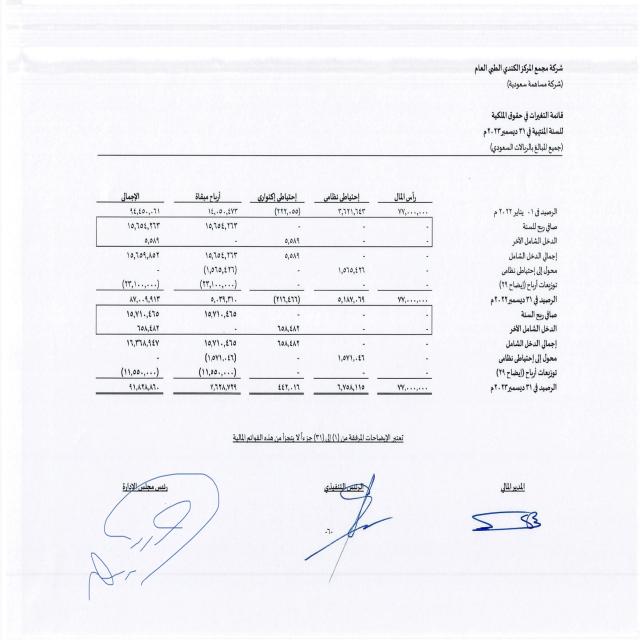 شركة مجمع المركز الكندي الطبي العام
(شركة مساهمة سعودية)
قائمة التغيرات في حقوق الملكية
للسنة المنتهية في ٣١ ديسمبر ٢٠٢٣م
(جميع المبالغ بالريالات السعودي)
رأس المال إحتياطي نظامي إحتياطي إكتواري أرباح مبقاة الإجمالي
الرصيد في ٠١ يناير ٢٠٢٢م ٧٧,٠٠٠,٠٠٠ ٣,٦٢١,٦٤٣ (٢٢٢,٠٥٥) ١٤,٠٥٠,٤٧٣ ٩٤,٤٥٠,٠٦١
صافي ربح للسنة - - - ١٥,٦٥٤,٢٦٣ ١٥,٦٥٤,٢٦٣
الدخل الشامل الآخر - - ٥,٥٨٩ - ٥,٥٨٩
إجمالي الدخل الشامل - - ٥,٥٨٩ ١٥,٦٥٤,٢٦٣ ١٥,٦٥٩,٨٥٢
محول إلى إحتياطي نظامي - ١,٥٦٥,٤٢٦ - (١,٥٦٥,٤٢٦) -
توزيعات أرباح (إيضاح ٢٩) - - - (٢٣,١٠٠,٠٠٠) (٢٣,١٠٠,٠٠٠)
الرصيد في ٣١ ديسمبر ٢٠٢٢م ٧٧,٠٠٠,٠٠٠ ٥,١٨٧,٠٦٩ (٢١٦,٤٦٦) ٥,٠٣٩,٣١٠ ٨٧,٠٠٩,٩١٣
صافي ربح السنة - - - ١٥,٧١٠,٤٦٥ ١٥,٧١٠,٤٦٥
الدخل الشامل الآخر - - ٦٥٨,٤٨٢ - ٦٥٨,٤٨٢
إجمالي الدخل الشامل - - ٦٥٨,٤٨٢ ١٥,٧١٠,٤٦٥ ١٦,٣٦٨,٩٤٧
محول إلى إحتياطي نظامي - ١,٥٧١,٠٤٦ - (١,٥٧١,٠٤٦) -
توزيعات أرباح (إيضاح ٢٩) - - - (١١,٥٥٠,٠٠٠) (١١,٥٥٠,٠٠٠)
الرصيد في ٣١ ديسمبر ٢٠٢٣م ٧٧,٠٠٠,٠٠٠ ٦,٧٥٨,١١٥ ٤٤٢,٠١٦ ٧,٦٢٨,٧٢٩ ٩١,٨٢٨,٨٦٠
تعتبر الإيضاحات المرفقة من (١) إلى (٣١) جزءاً لا يتجزأ من هذه القوائم المالية
المدير المالي الرئيس التنفيذي رئيس مجلس الإدارة
-٦-